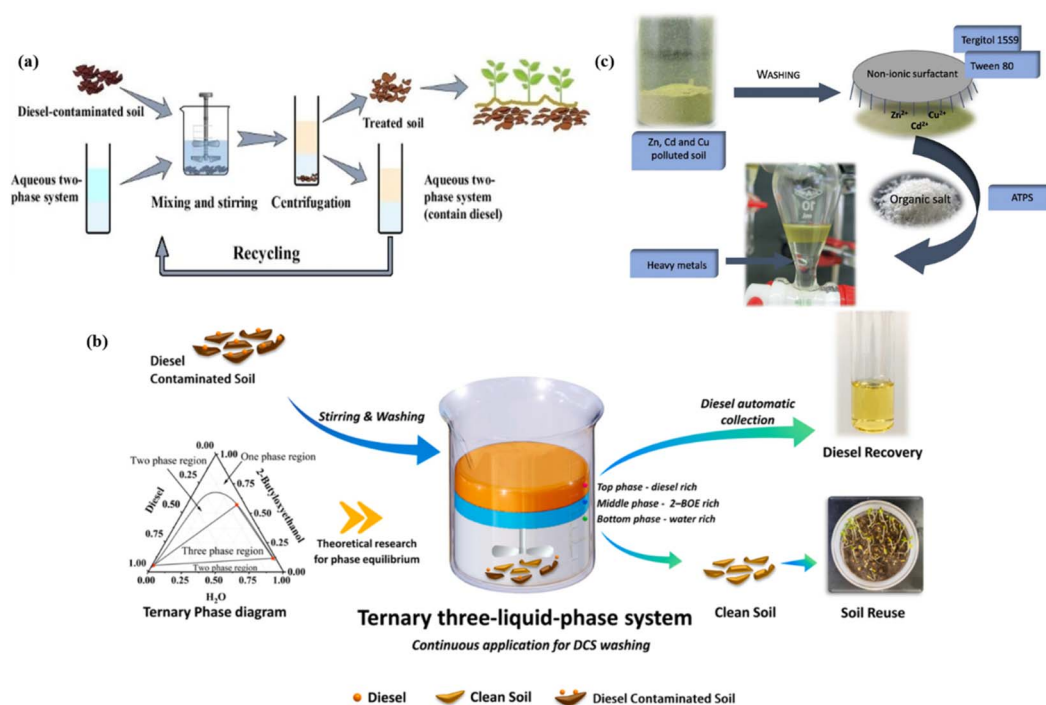 (a)
Diesel-contaminated soil
Aqueous two-
phase system
Mixing and stirring
Centrifugation
Treated soil
Aqueous two-
phase system
(contain diesel)
Recycling
(c)
Zn, Cd and Cu
polluted soil
WASHING
Tergitol 15S9
Tween 80
Non-ionic surfactant
Zn²⁺
Cu²⁺
Cd²⁺
Organic salt
ATPS
Heavy metals
(b)
Diesel
Contaminated Soil
Stirring & Washing
Two phase region
One phase region
0.00
1.00
0.25
0.75
0.50
0.50
0.75
0.25
1.00
0.00
Diesel
2-Butyloxyethanol
Three phase region
Two phase region
0.00
0.25
0.50
0.75
1.00
H₂O
Ternary Phase diagram
Theoretical research
for phase equilibrium
Top phase - diesel rich
Middle phase - 2-BOE rich
Bottom phase - water rich
Diesel automatic
collection
Diesel Recovery
Clean Soil
Soil Reuse
Ternary three-liquid-phase system
Continuous application for DCS washing
Diesel
Clean Soil
Diesel Contaminated Soil